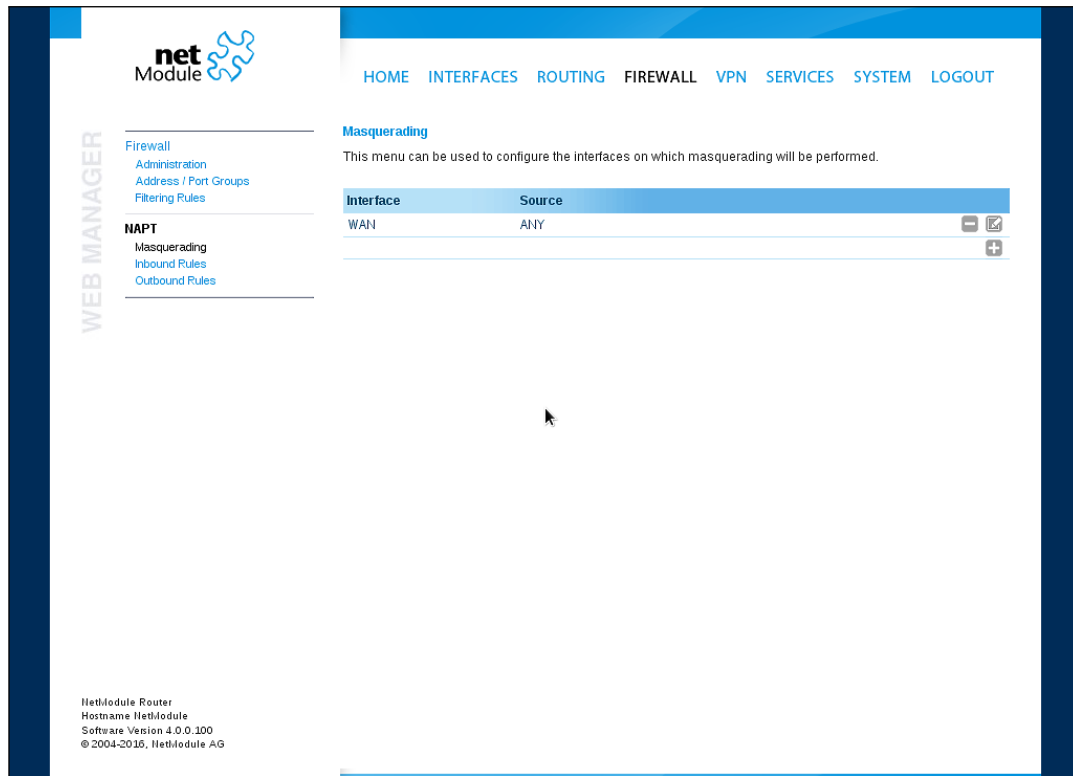 net
Module
HOME INTERFACES ROUTING FIREWALL VPN SERVICES SYSTEM LOGOUT
WEB MANAGER
Firewall
Administration
Address / Port Groups
Filtering Rules
NAPT
Masquerading
Inbound Rules
Outbound Rules
Masquerading
This menu can be used to configure the interfaces on which masquerading will be performed.
Interface Source
WAN ANY
NetModule Router
Hostname NetModule
Software Version 4.0.0.100
© 2004-2016, NetModule AG